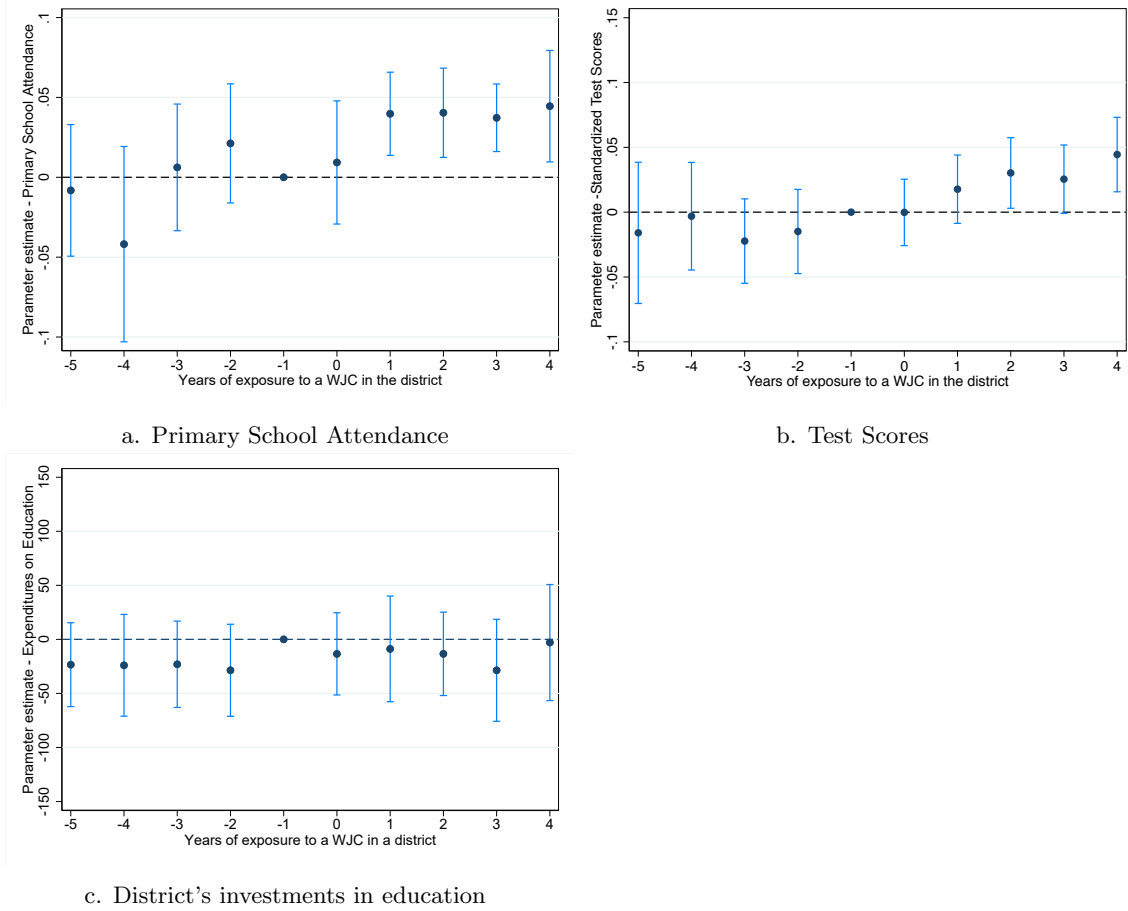 Parameter estimate - Primary School Attendance
.1
.05
0
-.05
-.1
-5 -4 -3 -2 -1 0 1 2 3 4
Years of exposure to a WJC in the district
a. Primary School Attendance
Parameter estimate -Standardized Test Scores
.15
.1
.05
0
-.05
-.1
-5 -4 -3 -2 -1 0 1 2 3 4
Years of exposure to a WJC in the district
b. Test Scores
Parameter estimate - Expenditures on Education
150
100
50
0
-50
-100
-150
-5 -4 -3 -2 -1 0 1 2 3 4
Years of exposure to a WJC in a district
c. District's investments in education